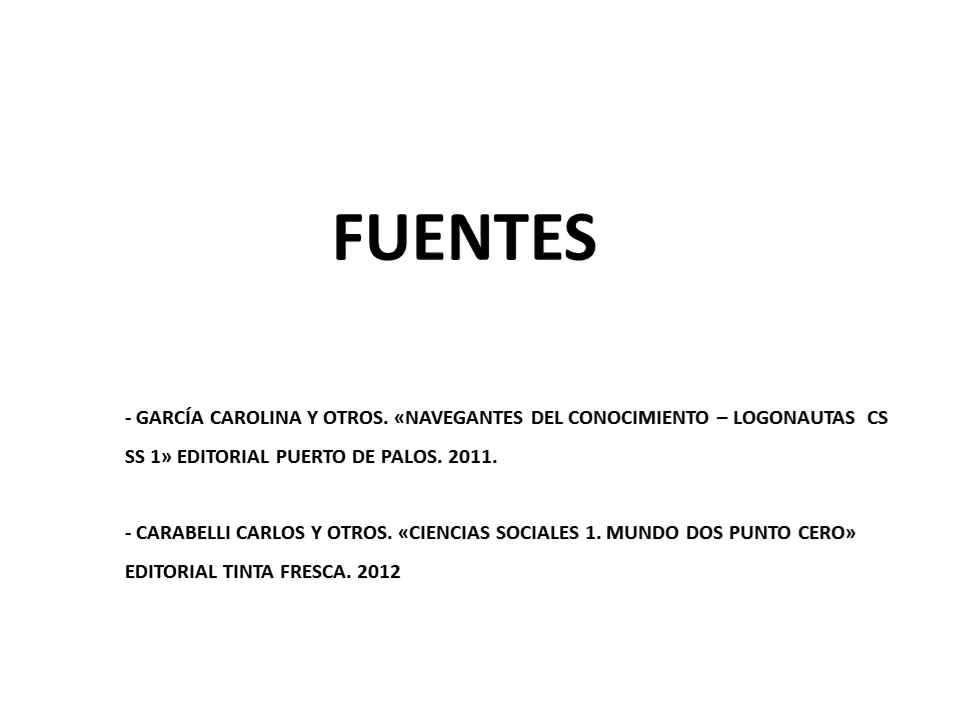 FUENTES
- GARCÍA CAROLINA Y OTROS. «NAVEGANTES DEL CONOCIMIENTO – LOGONAUTAS CS
SS 1» EDITORIAL PUERTO DE PALOS. 2011.
- CARABELLI CARLOS Y OTROS. «CIENCIAS SOCIALES 1. MUNDO DOS PUNTO CERO»
EDITORIAL TINTA FRESCA. 2012